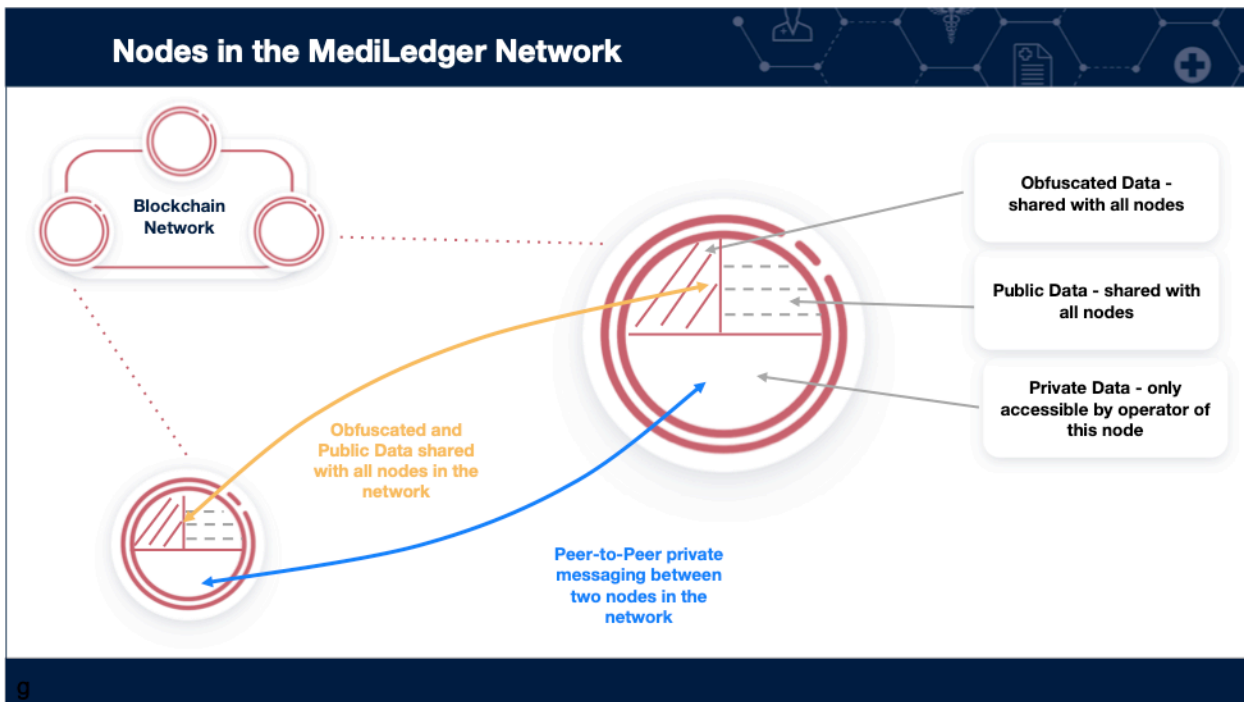 Nodes in the MediLedger Network
Blockchain
Network
Obfuscated Data -
shared with all nodes
Public Data - shared with
all nodes
Private Data - only
accessible by operator of
this node
Obfuscated and
Public Data shared
with all nodes in the
network
Peer-to-Peer private
messaging between
two nodes in the
network
g